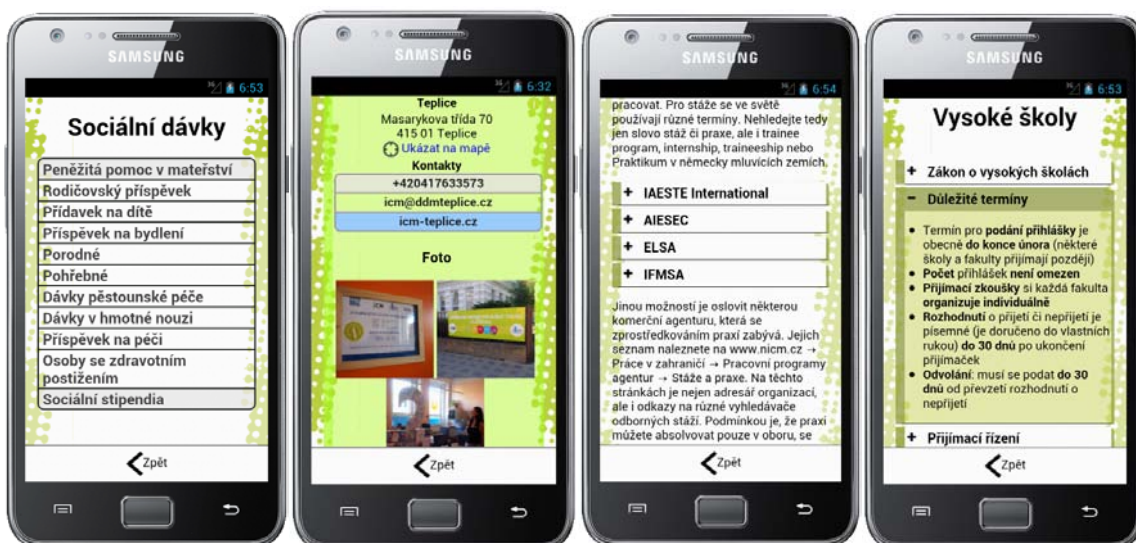 SAMSUNG
6:53
Sociální dávky
Peněžitá pomoc v mateřství
Rodičovský příspěvek
Přídavek na dítě
Příspěvek na bydlení
Porodné
Pohřebné
Dávky pěstounské péče
Dávky v hmotné nouzi
Příspěvek na péči
Osoby se zdravotním
postižením
Sociální stipendia
Zpět
SAMSUNG
3G 6:32
Teplice
Masarykova třída 70
415 01 Teplice
Ukázat na mapě
Kontakty
+420417633573
icm@ddmteplice.cz
icm-teplice.cz
Foto
Zpět
SAMSUNG
3G 6:54
pracovat. Pro stáže se ve světě
používají různé termíny. Nehledejte tedy
jen slovo stáž či praxe, ale i trainee
program, internship, traineeship nebo
Praktikum v německy mluvících zemích.
+ IAESTE International
+ AIESEC
+ ELSA
+ IFMSA
Jinou možností je oslovit některou
komerční agenturu, která se
zprostředkováním praxí zabývá. Jejich
seznam naleznete na www.nicm.cz →
Práce v zahraničí → Pracovní programy
agentur → Stáže a praxe. Na těchto
stránkách je nejen adresář organizací,
ale i odkazy na různé vyhledávače
odborných stáží. Podmínkou je, že praxi
můžete absolvovat pouze v oboru, se
Zpět
SAMSUNG
3G 6:53
Vysoké školy
+ Zákon o vysokých školách
− Důležité termíny
• Termín pro podání přihlášky je
obecně do konce února (některé
školy a fakulty přijímají později)
• Počet přihlášek není omezen
• Přijímací zkoušky si každá fakulta
organizuje individuálně
• Rozhodnutí o přijetí či nepřijetí je
písemné (je doručeno do vlastních
rukou) do 30 dnů po ukončení
přijímaček
• Odvolání: musí se podat do 30
dnů od převzetí rozhodnutí o
nepřijetí
+ Přijímací řízení
Zpět